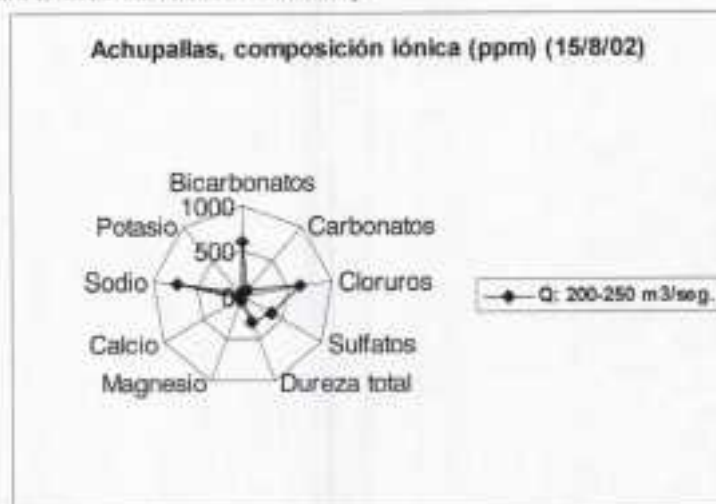 Achupallas, composición iónica (ppm) (15/8/02)
Bicarbonatos
1000
Potasio
Carbonatos
500
Sodio
Cloruros
0
Q: 200-250 m3/seg.
Calcio
Sulfatos
Magnesio
Dureza total